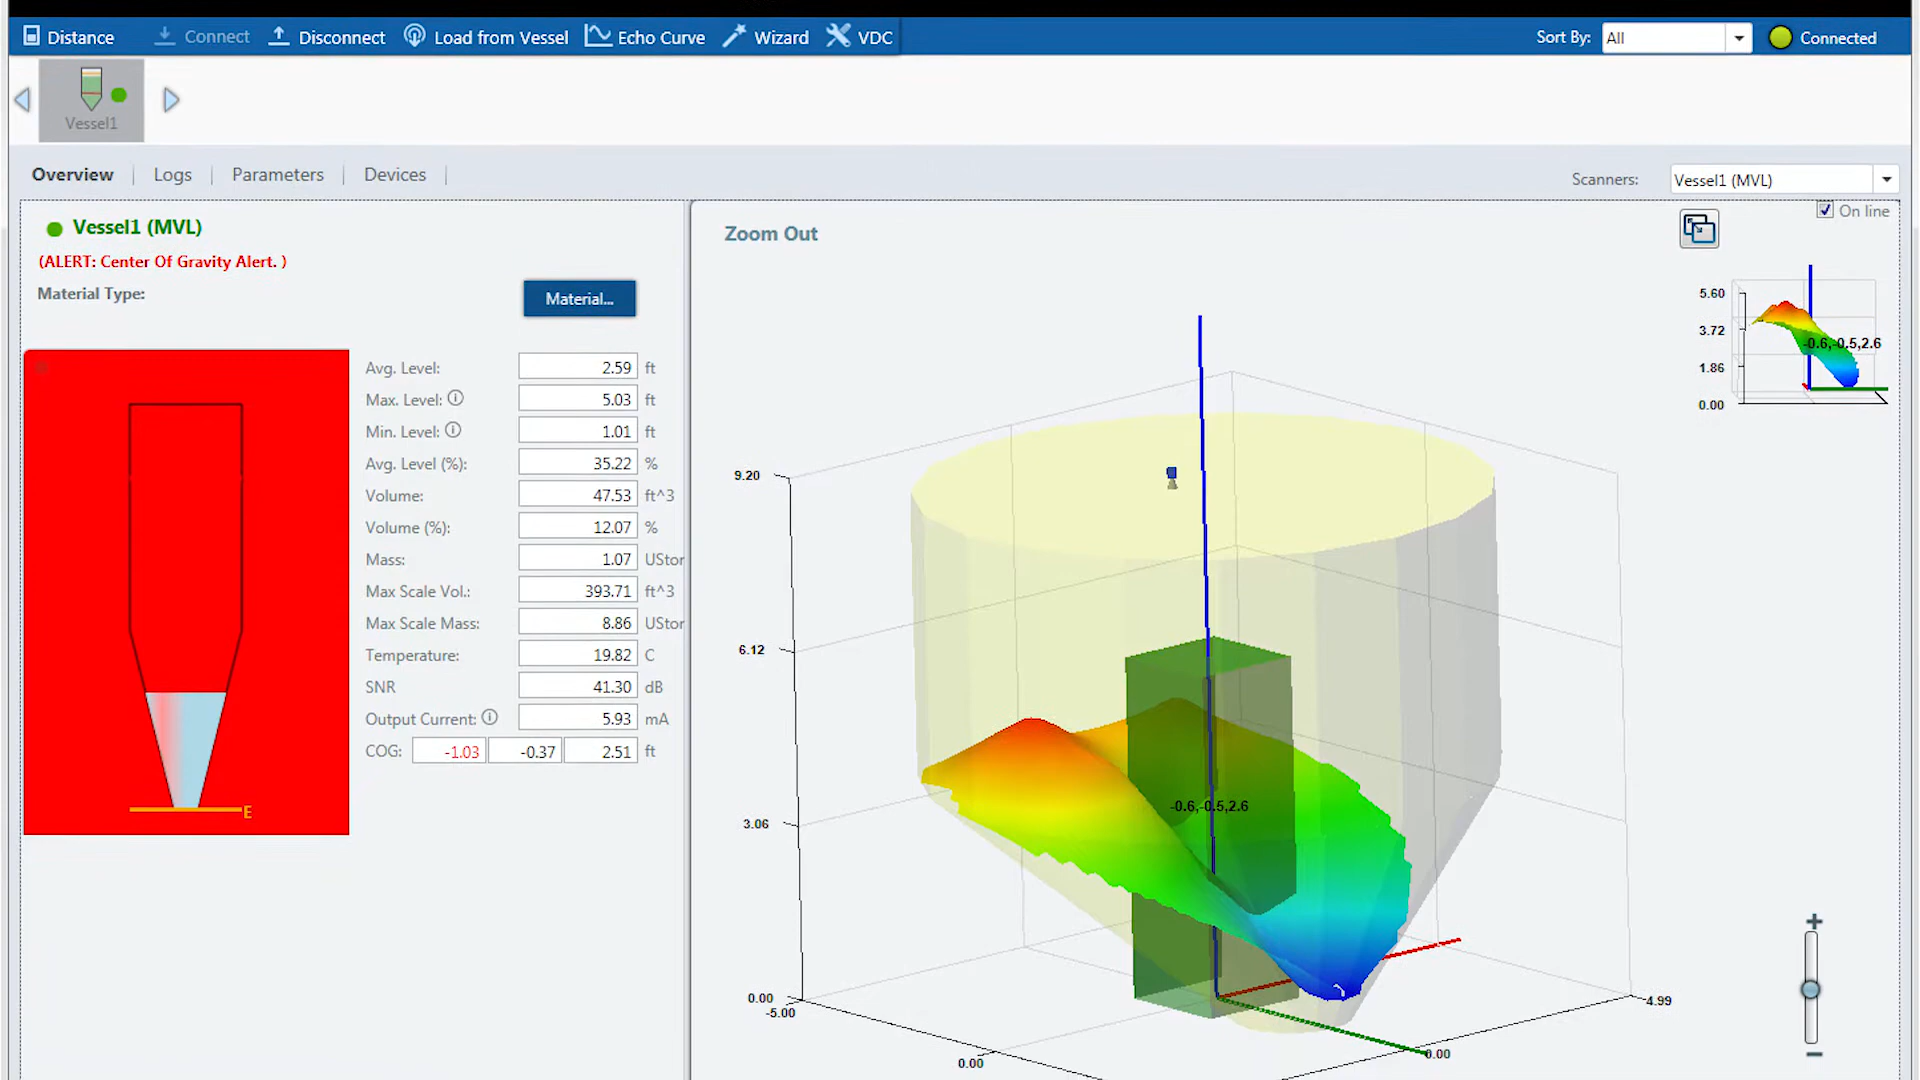 Distance Connect Disconnect Load from Vessel Echo Curve Wizard VDC Sort By: All Connected
Vessel1
Overview Logs Parameters Devices Scanners: Vessel1 (MVL)
On line
Vessel1 (MVL)
(ALERT: Center Of Gravity Alert. )
Material Type:
Material...
E
Avg. Level: 2.59 ft
Max. Level: 5.03 ft
Min. Level: 1.01 ft
Avg. Level (%): 35.22 %
Volume: 47.53 ft^3
Volume (%): 12.07 %
Mass: 1.07 UStor
Max Scale Vol.: 393.71 ft^3
Max Scale Mass: 8.86 UStor
Temperature: 19.82 C
SNR 41.30 dB
Output Current: 5.93 mA
COG: -1.03 -0.37 2.51 ft
Zoom Out
5.60
3.72
-0.6,-0.5,2.6
1.86
0.00
9.20
6.12
3.06
-0.6,-0.5,2.6
0.00
-5.00
0.00
0.00
4.99
+
−